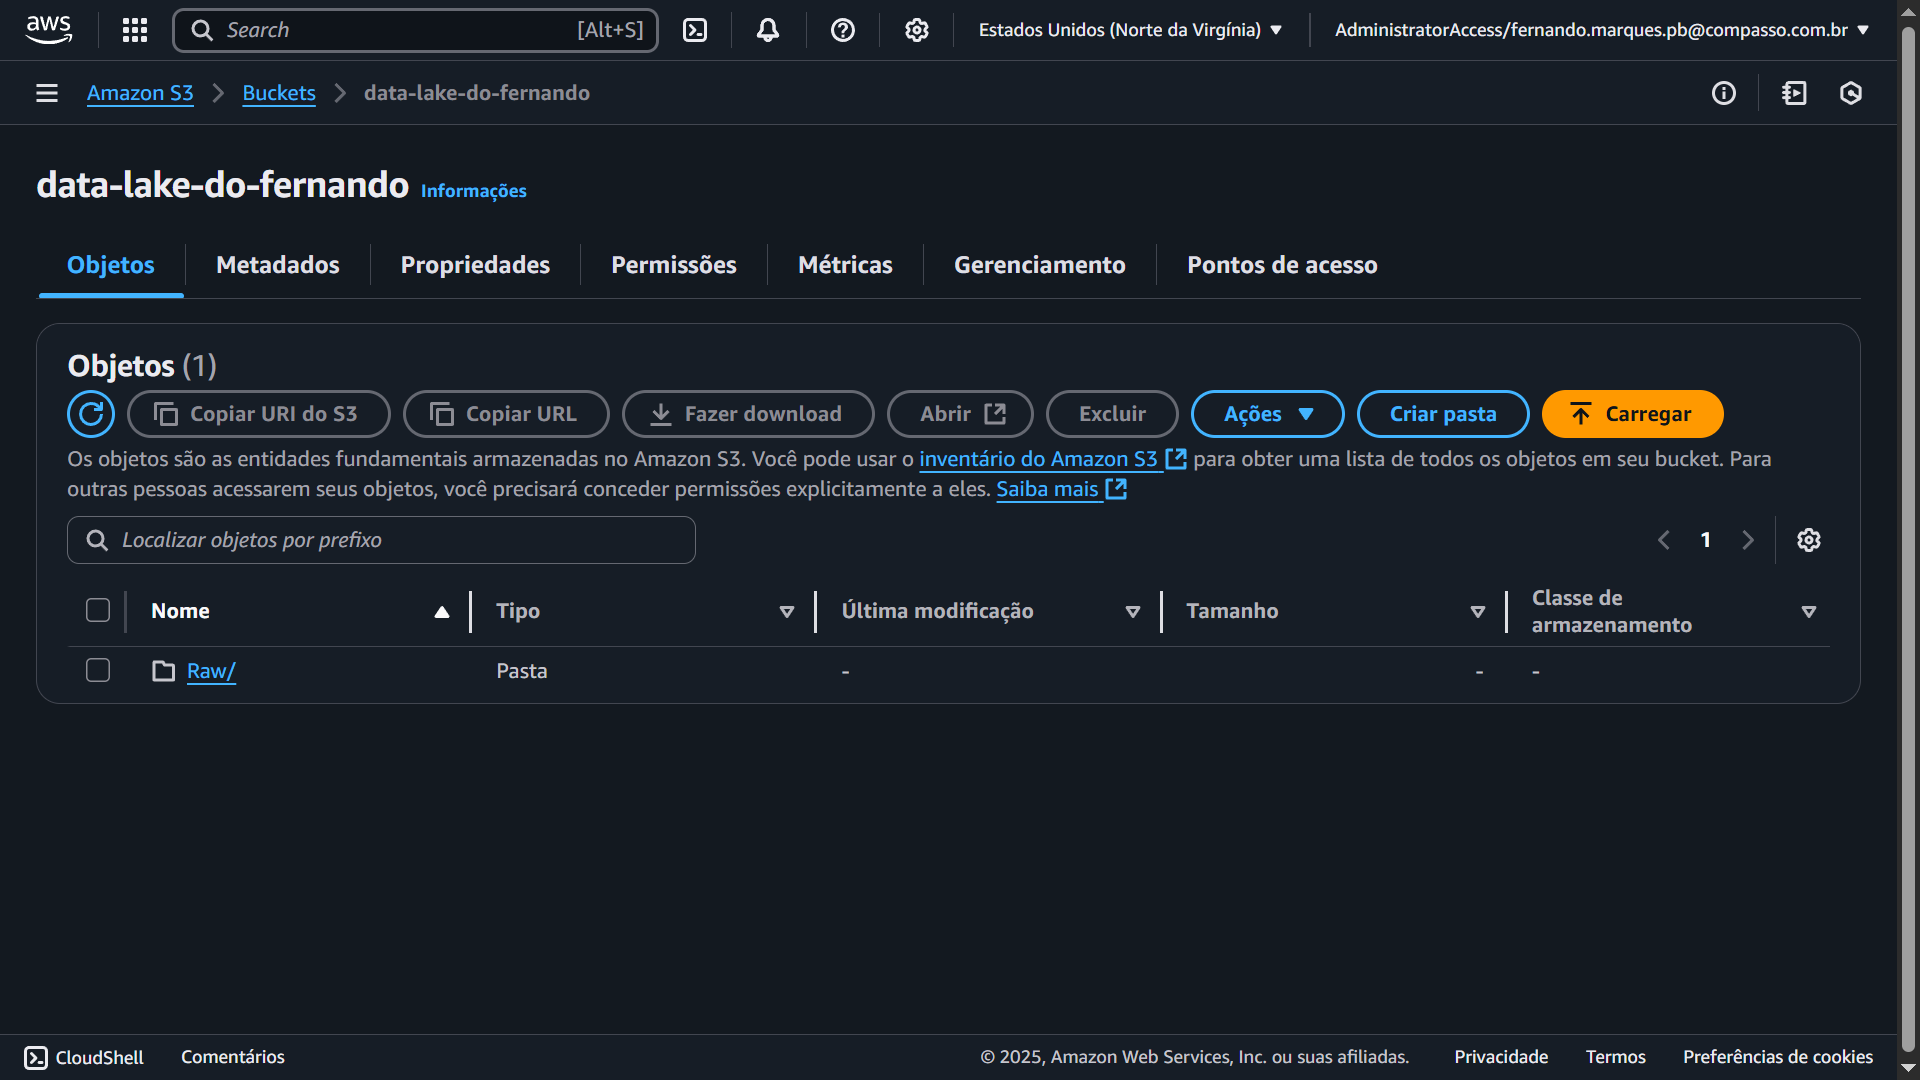 aws
Search [Alt+S]
Estados Unidos (Norte da Virgínia)
AdministratorAccess/fernando.marques.pb@compasso.com.br
Amazon S3 > Buckets > data-lake-do-fernando
data-lake-do-fernando Informações
Objetos Metadados Propriedades Permissões Métricas Gerenciamento Pontos de acesso
Objetos (1)
Copiar URI do S3 Copiar URL Fazer download Abrir Excluir Ações Criar pasta Carregar
Os objetos são as entidades fundamentais armazenadas no Amazon S3. Você pode usar o inventário do Amazon S3 para obter uma lista de todos os objetos em seu bucket. Para
outras pessoas acessarem seus objetos, você precisará conceder permissões explicitamente a eles. Saiba mais
Localizar objetos por prefixo
1
Nome Tipo Última modificação Tamanho Classe de
armazenamento
Raw/ Pasta - - -
CloudShell Comentários © 2025, Amazon Web Services, Inc. ou suas afiliadas. Privacidade Termos Preferências de cookies